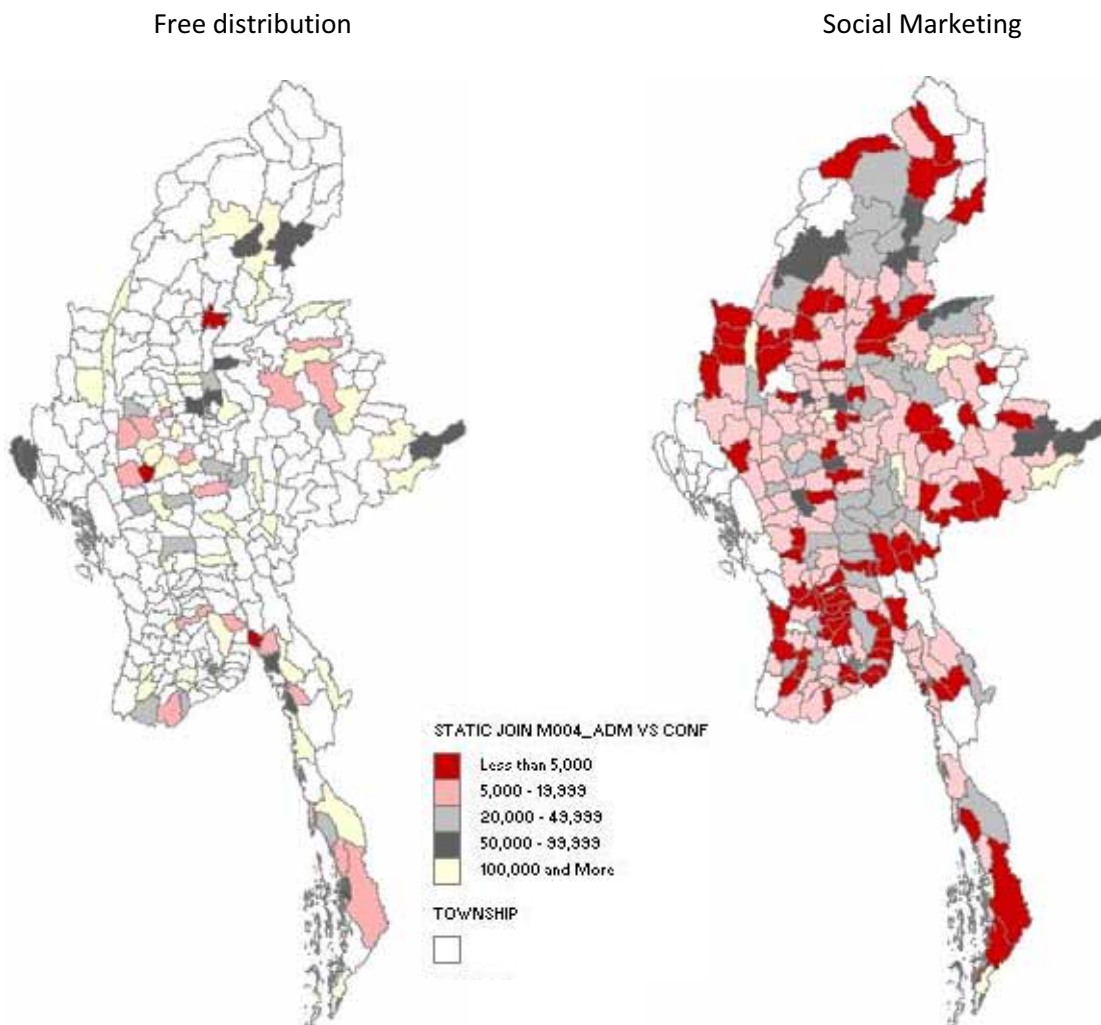 Free distribution
Social Marketing
STATIC JOIN M004_ADM VS CONF
Less than 5,000
5,000 - 19,999
20,000 - 49,999
50,000 - 99,999
100,000 and More
TOWNSHIP